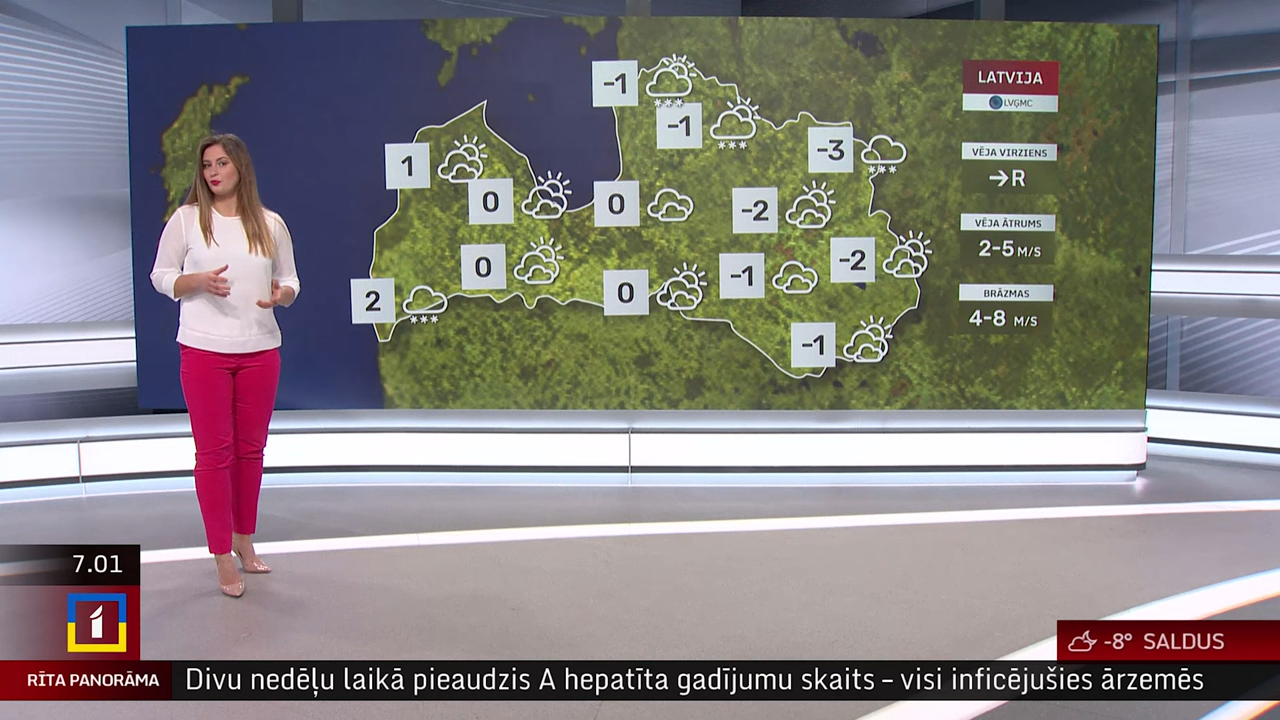 -1
-1
-3
1
0
0
-2
0
-1
-2
2
0
-1
LATVIJA
LVĢMC
VĒJA VIRZIENS
→R
VĒJA ĀTRUMS
2-5 M/S
BRĀZMAS
4-8 M/S
7.01
1
-8° SALDUS
RĪTA PANORĀMA
Divu nedēļu laikā pieaudzis A hepatīta gadījumu skaits – visi inficējušies ārzemēs